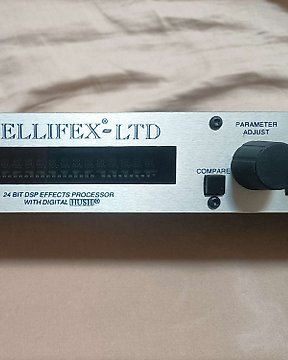 ELLIFEX®-LTD
PARAMETER
ADJUST
COMPARE
24 BIT DSP EFFECTS PROCESSOR
WITH DIGITAL HUSH®